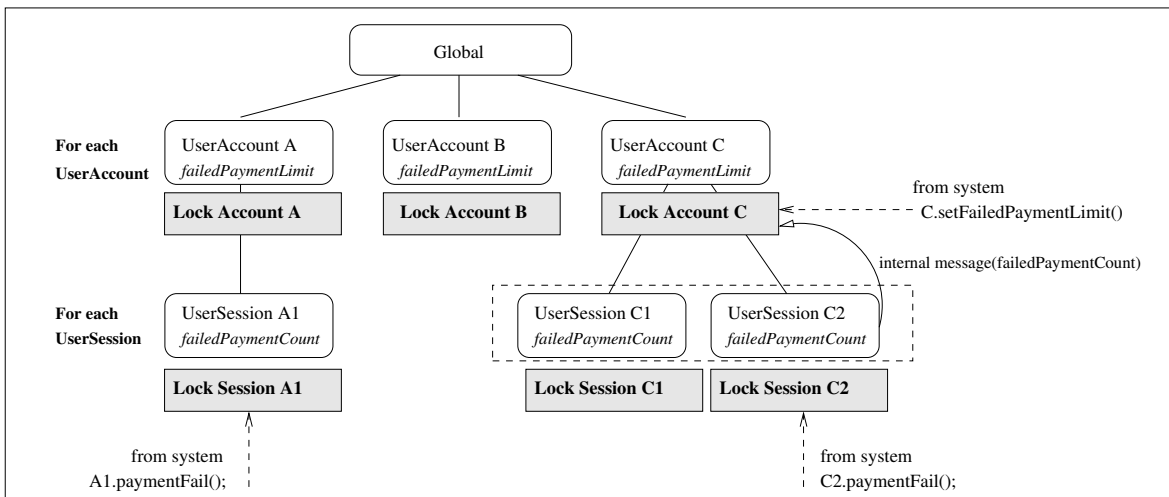 Global
For each
UserAccount
UserAccount A
failedPaymentLimit
UserAccount B
failedPaymentLimit
UserAccount C
failedPaymentLimit
Lock Account A
Lock Account B
Lock Account C
from system
C.setFailedPaymentLimit()
internal message(failedPaymentCount)
For each
UserSession
UserSession A1
failedPaymentCount
UserSession C1
failedPaymentCount
UserSession C2
failedPaymentCount
Lock Session A1
Lock Session C1
Lock Session C2
from system
A1.paymentFail();
from system
C2.paymentFail();